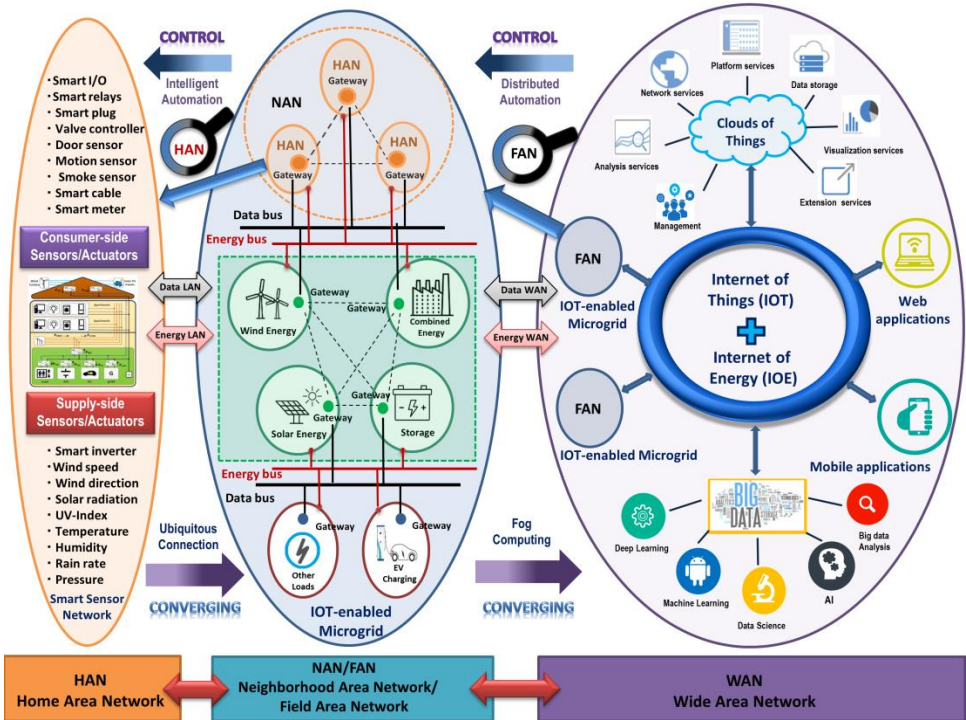 CONTROL
Intelligent
Automation
HAN
CONTROL
Distributed
Automation
FAN
• Smart I/O
• Smart relays
• Smart plug
• Valve controller
• Door sensor
• Motion sensor
• Smoke sensor
• Smart cable
• Smart meter
Consumer-side
Sensors/Actuators
Supply-side
Sensors/Actuators
• Smart inverter
• Wind speed
• Wind direction
• Solar radiation
• UV-Index
• Temperature
• Humidity
• Rain rate
• Pressure
Smart Sensor
Network
Data LAN
Energy LAN
Ubiquitous
Connection
CONVERGING
NAN
HAN
Gateway
HAN
Gateway
HAN
Gateway
Data bus
Energy bus
Gateway
Wind Energy
Gateway
Combined
Energy
Gateway
Solar Energy
Gateway
Storage
Energy bus
Data bus
Gateway
Other
Loads
Gateway
EV
Charging
IOT-enabled
Microgrid
Data WAN
Energy WAN
Fog
Computing
CONVERGING
Platform services
Network services
Data storage
Clouds of
Things
Analysis services
Visualization services
Management
Extension services
FAN
IOT-enabled
Microgrid
Internet of
Things (IOT)
Internet of
Energy (IOE)
Web
applications
FAN
IOT-enabled Microgrid
Mobile applications
BIG
DATA
Deep Learning
Big data
Analysis
Machine Learning
Data Science
AI
HAN
Home Area Network
NAN/FAN
Neighborhood Area Network/
Field Area Network
WAN
Wide Area Network